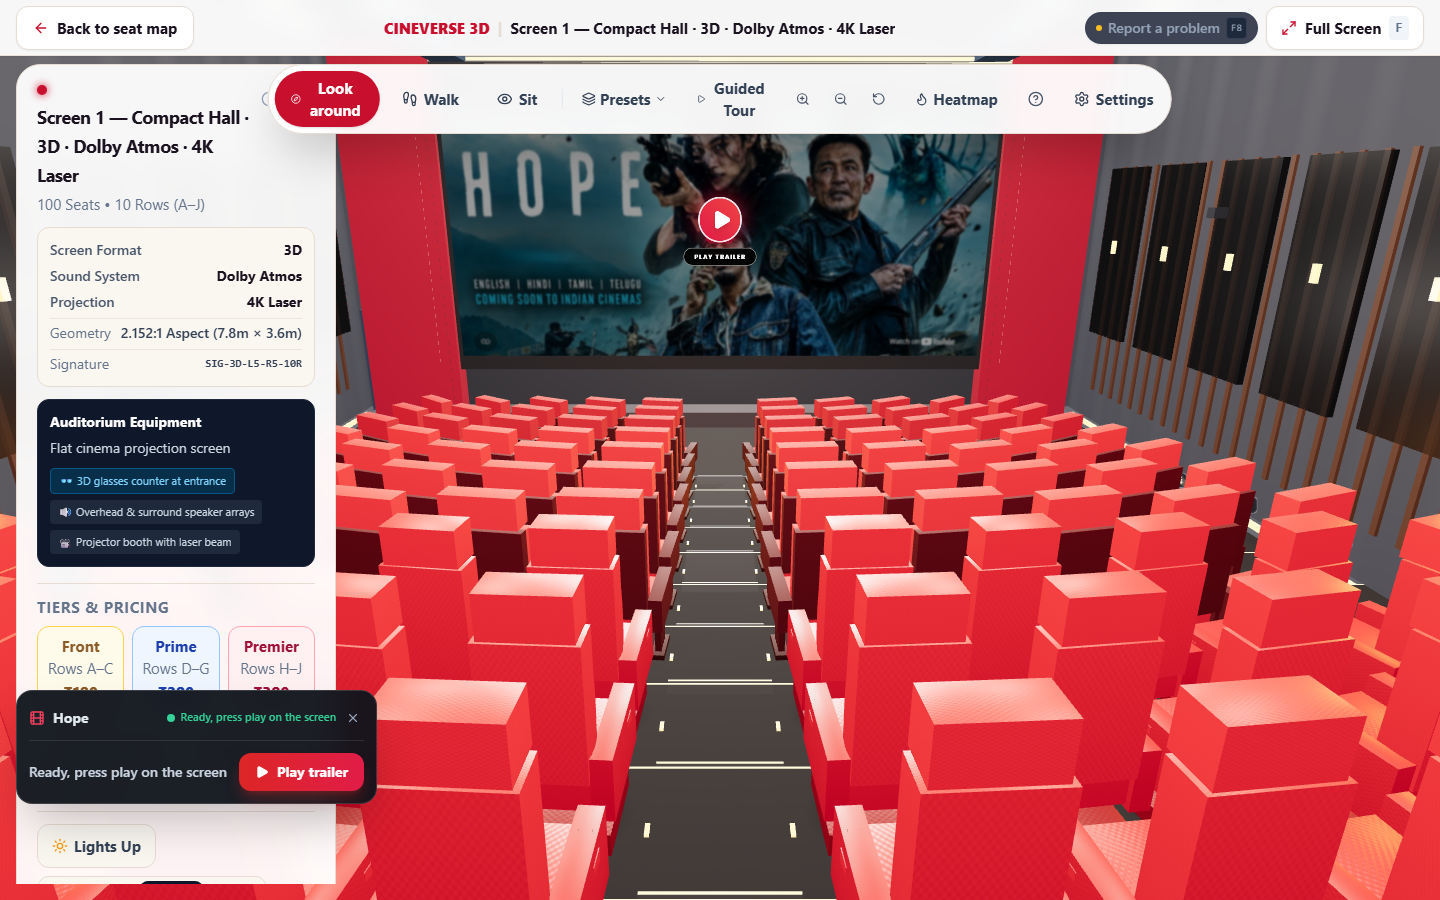 Back to seat map
CINEVERSE 3D | Screen 1 — Compact Hall · 3D · Dolby Atmos · 4K Laser
Report a problem F8
Full Screen F
Look around
Walk
Sit
Presets
Guided Tour
Heatmap
Settings
Screen 1 — Compact Hall ·
3D · Dolby Atmos · 4K
Laser
100 Seats • 10 Rows (A–J)
Screen Format 3D
Sound System Dolby Atmos
Projection 4K Laser
Geometry 2.152:1 Aspect (7.8m × 3.6m)
Signature SIG-3D-L5-R5-10R
Auditorium Equipment
Flat cinema projection screen
3D glasses counter at entrance
Overhead & surround speaker arrays
Projector booth with laser beam
TIERS & PRICING
Front Prime Premier
Rows A–C Rows D–G Rows H–J
Hope
Ready, press play on the screen
Ready, press play on the screen
Play trailer
Lights Up
HOPE
PLAY TRAILER
ENGLISH | HINDI | TAMIL | TELUGU
COMING SOON TO INDIAN CINEMAS
Watch on YouTube